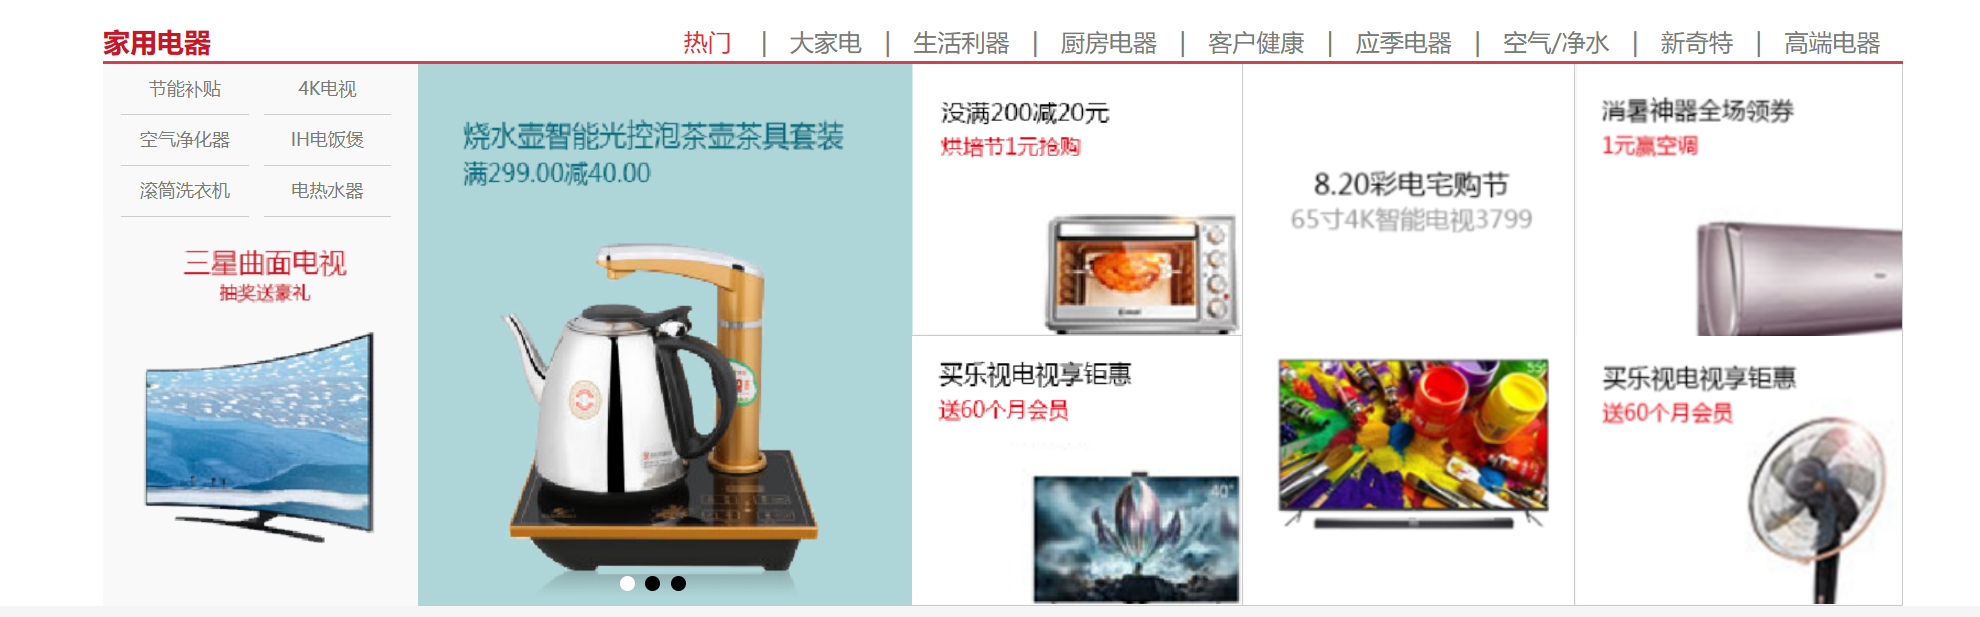 家用电器
热门 | 大家电 | 生活利器 | 厨房电器 | 客户健康 | 应季电器 | 空气/净水 | 新奇特 | 高端电器
节能补贴 4K电视
空气净化器 IH电饭煲
滚筒洗衣机 电热水器
三星曲面电视
抽奖送豪礼
烧水壶智能光控泡茶壶茶具套装
满299.00减40.00
没满200减20元
烘培节1元抢购
买乐视电视享钜惠
送60个月会员
40"
8.20彩电宅购节
65寸4K智能电视3799
55"
消暑神器全场领券
1元赢空调
买乐视电视享钜惠
送60个月会员